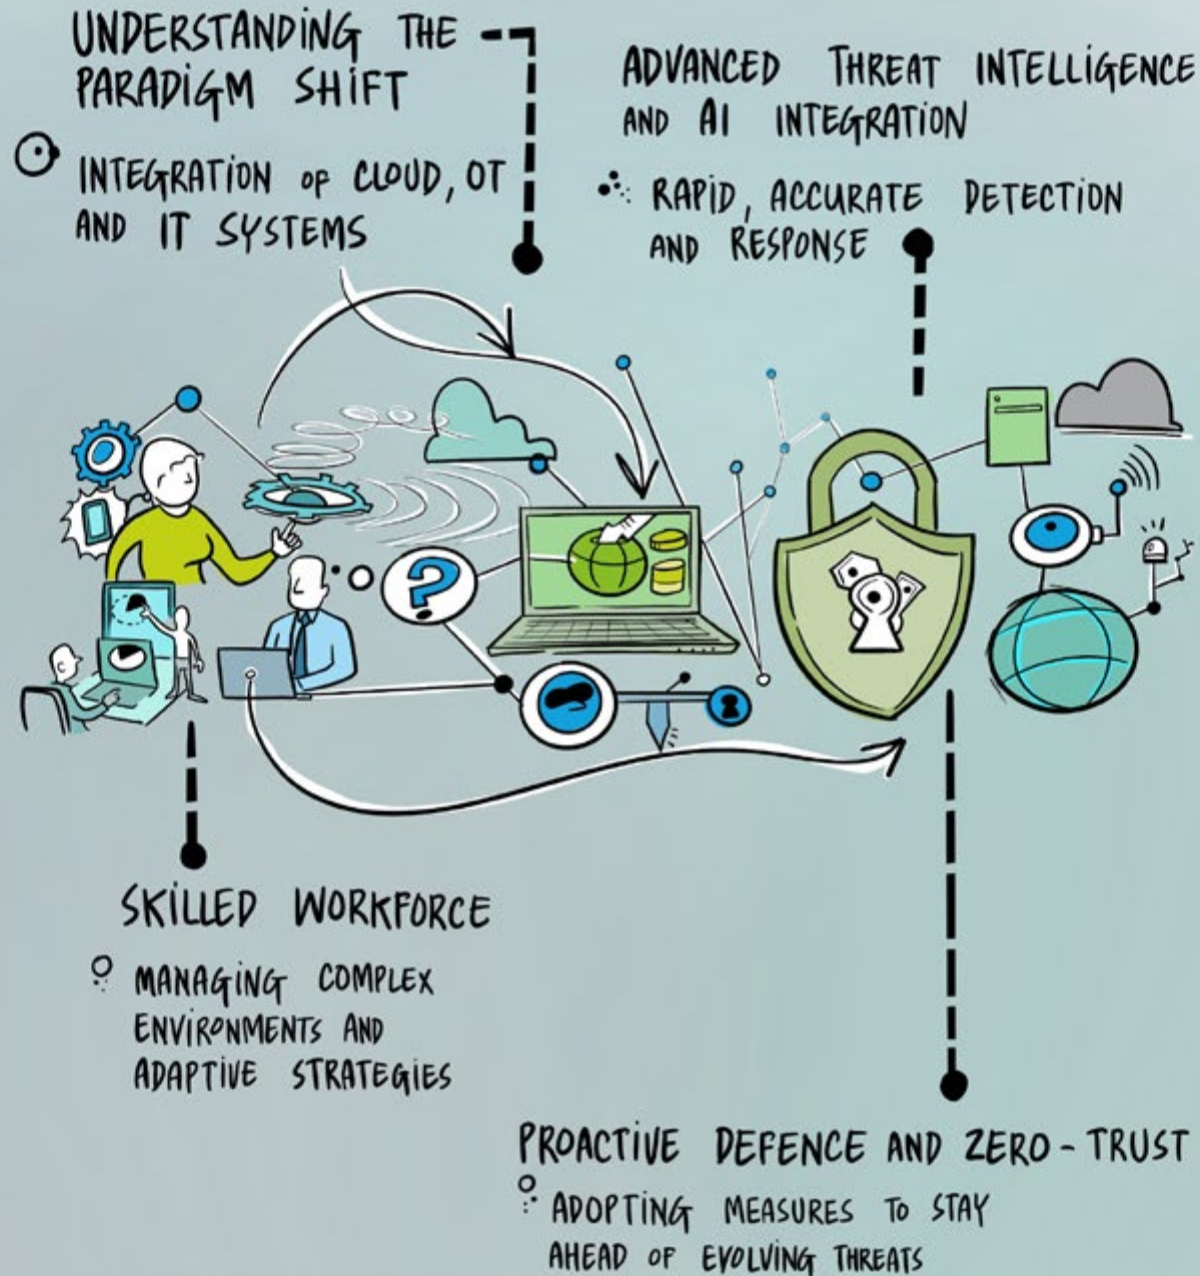 UNDERSTANDING THE
PARADIGM SHIFT
INTEGRATION OF CLOUD, OT
AND IT SYSTEMS
ADVANCED THREAT INTELLIGENCE
AND AI INTEGRATION
RAPID, ACCURATE DETECTION
AND RESPONSE
?
SKILLED WORKFORCE
MANAGING COMPLEX
ENVIRONMENTS AND
ADAPTIVE STRATEGIES
PROACTIVE DEFENCE AND ZERO-TRUST
ADOPTING MEASURES TO STAY
AHEAD OF EVOLVING THREATS